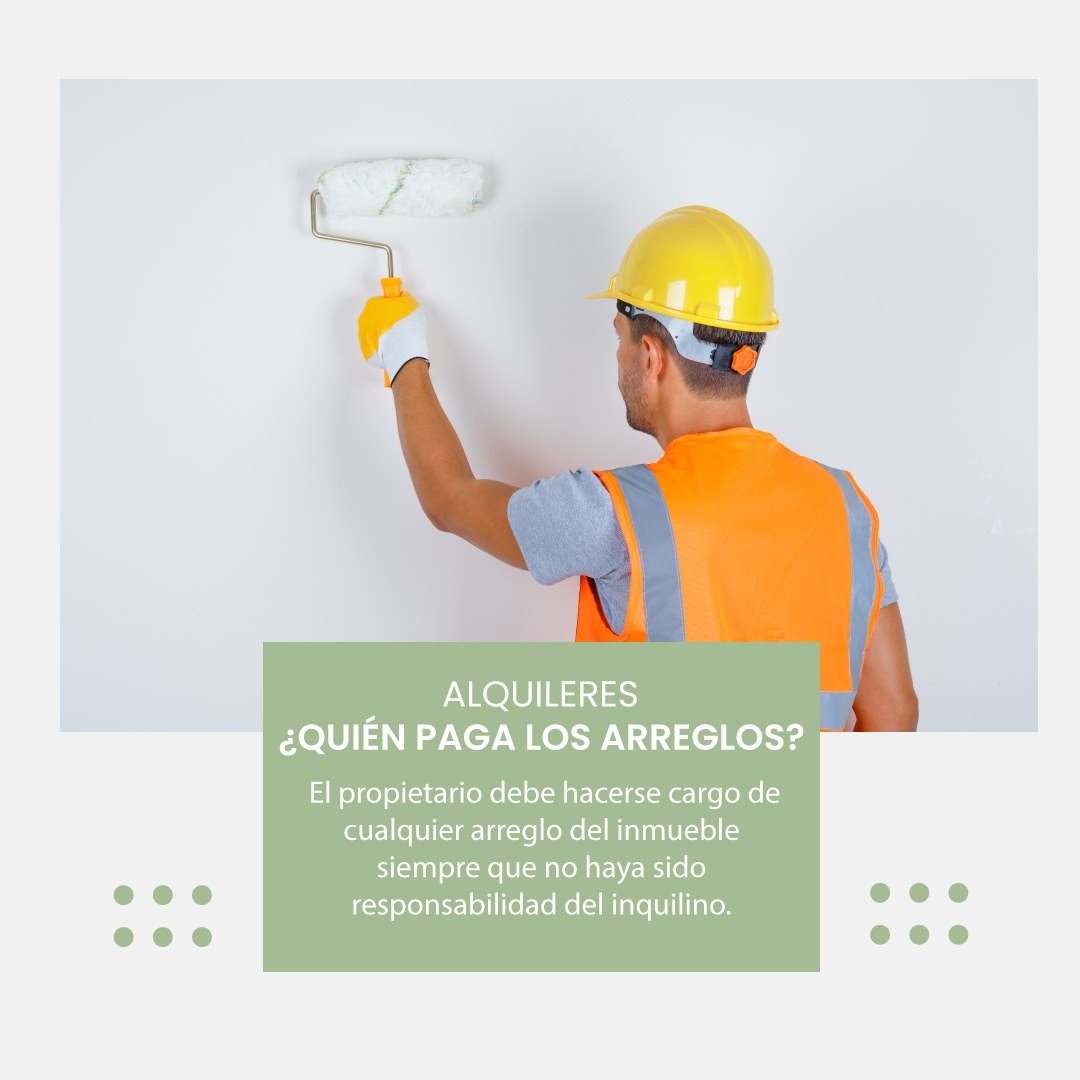 ALQUILERES
¿QUIÉN PAGA LOS ARREGLOS?
El propietario debe hacerse cargo de
cualquier arreglo del inmueble
siempre que no haya sido
responsabilidad del inquilino.